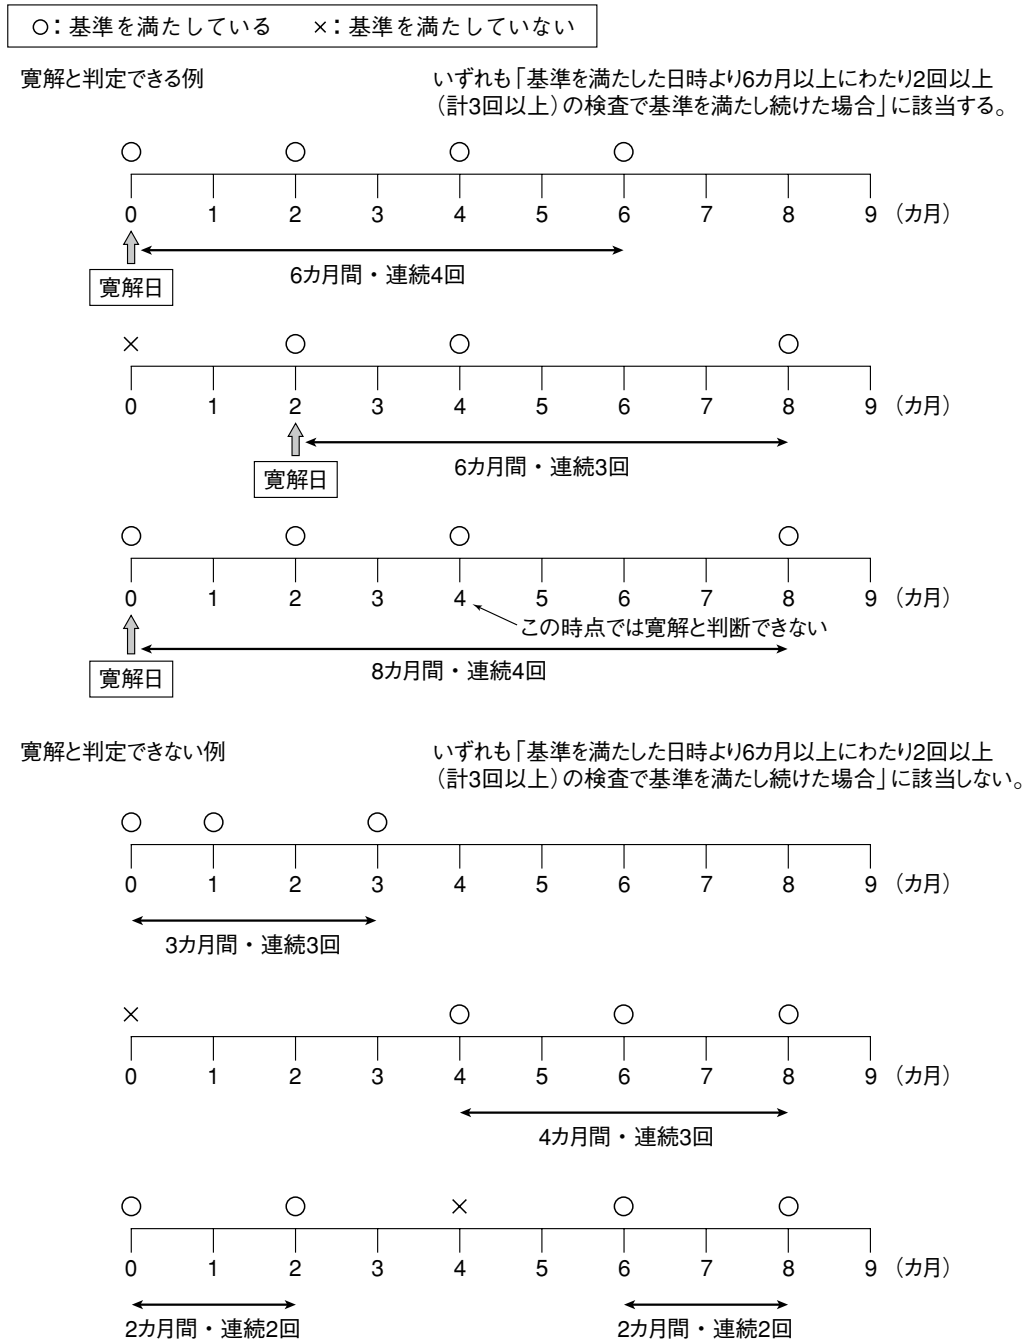 ○：基準を満たしている　×：基準を満たしていない
寛解と判定できる例
いずれも「基準を満たした日時より6カ月以上にわたり2回以上
（計3回以上）の検査で基準を満たし続けた場合」に該当する。
○ ○ ○ ○
0 1 2 3 4 5 6 7 8 9 （カ月）
6カ月間・連続4回
寛解日
× ○ ○ ○
0 1 2 3 4 5 6 7 8 9 （カ月）
6カ月間・連続3回
寛解日
○ ○ ○ ○
0 1 2 3 4 5 6 7 8 9 （カ月）
この時点では寛解と判断できない
8カ月間・連続4回
寛解日
寛解と判定できない例
いずれも「基準を満たした日時より6カ月以上にわたり2回以上
（計3回以上）の検査で基準を満たし続けた場合」に該当しない。
○ ○ ○
0 1 2 3 4 5 6 7 8 9 （カ月）
3カ月間・連続3回
× ○ ○ ○
0 1 2 3 4 5 6 7 8 9 （カ月）
4カ月間・連続3回
○ ○ × ○ ○
0 1 2 3 4 5 6 7 8 9 （カ月）
2カ月間・連続2回 2カ月間・連続2回